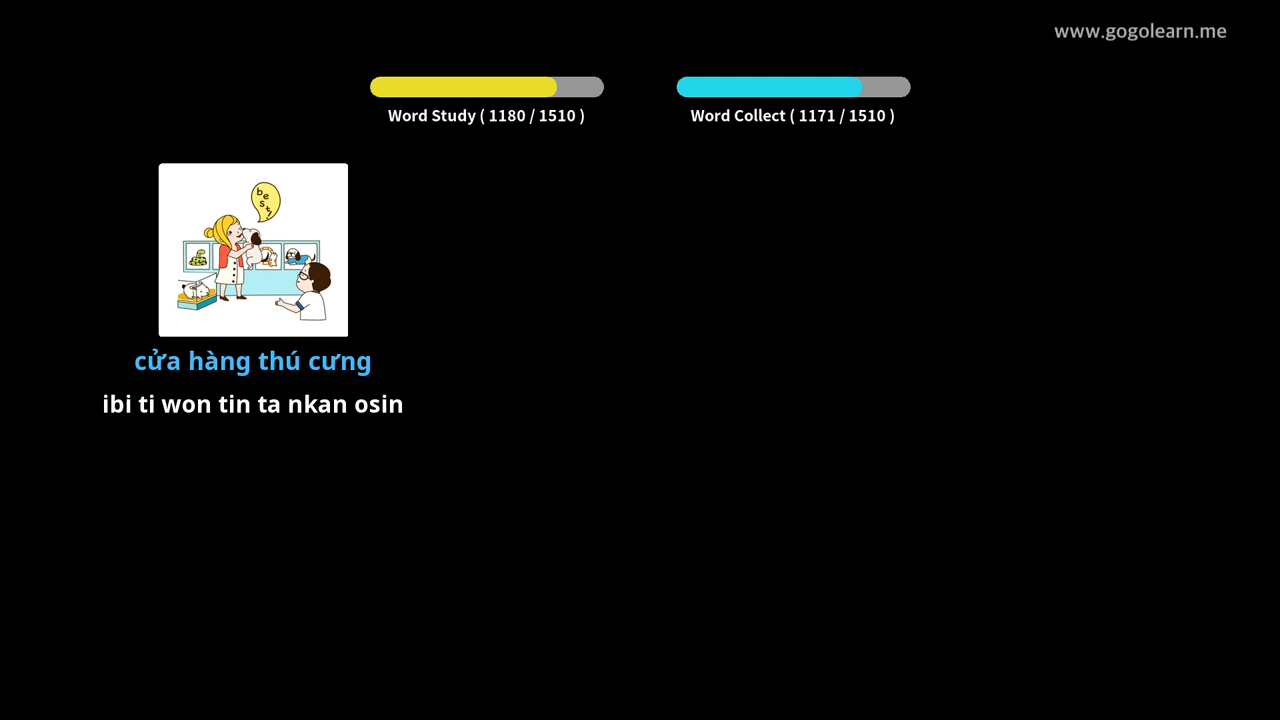 www.gogolearn.me
Word Study ( 1180 / 1510 )
Word Collect ( 1171 / 1510 )
best/
cửa hàng thú cưng
ibi ti won tin ta nkan osin